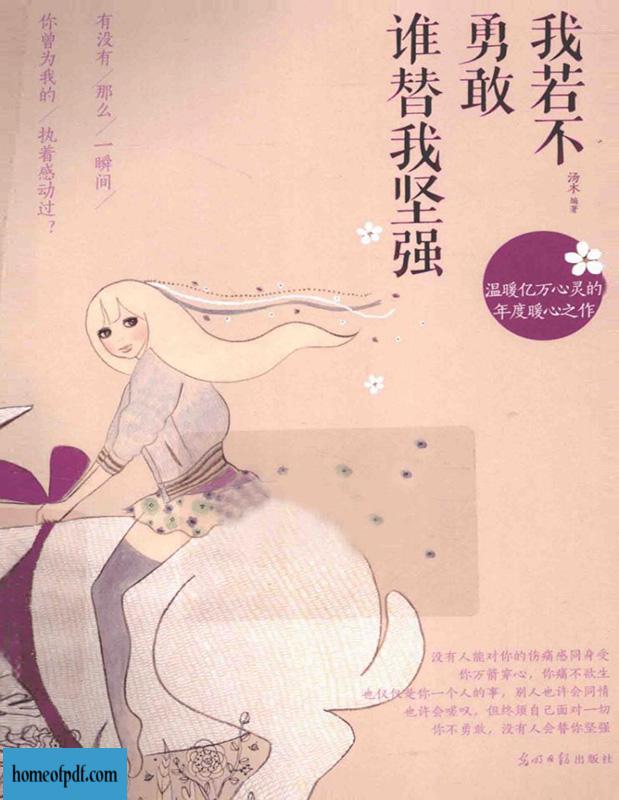 我若不
勇敢
谁替我坚强
汤木 编著
温暖亿万心灵的
年度暖心之作
有没有/那么/一瞬间/
你曾为我的/执着感动过？
没有人能对你的伤痛感同身受
你万箭穿心，你痛不欲生
也仅仅是你一个人的事，别人也许会同情
也许会嗟叹，但终须自己面对一切
你不勇敢，没有人会替你坚强
光明日报出版社
homeofpdf.com